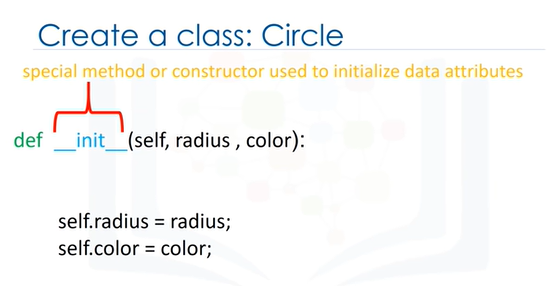 Create a class: Circle
special method or constructor used to initialize data attributes
def __init__(self, radius , color):
self.radius = radius;
self.color = color;